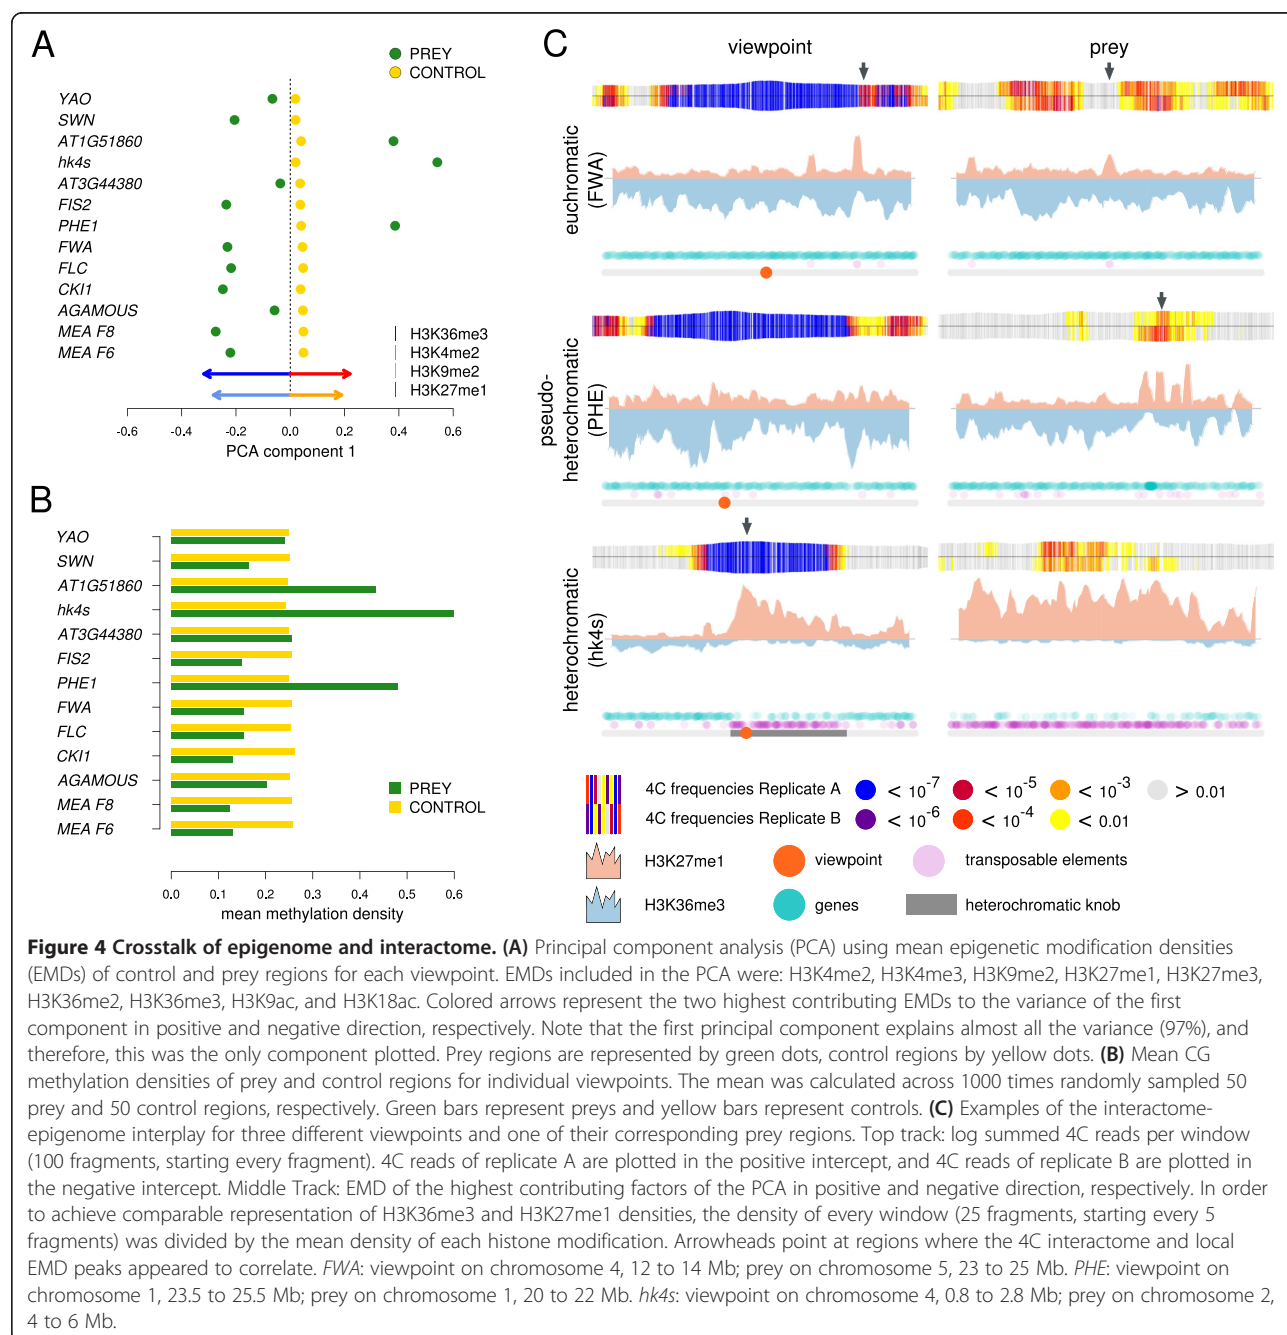 A
PREY
CONTROL
YAO
SWN
AT1G51860
hk4s
AT3G44380
FIS2
PHE1
FWA
FLC
CKI1
AGAMOUS
MEA F8
MEA F6
H3K36me3
H3K4me2
H3K9me2
H3K27me1
-0.6 -0.4 -0.2 0.0 0.2 0.4 0.6
PCA component 1
B
YAO
SWN
AT1G51860
hk4s
AT3G44380
FIS2
PHE1
FWA
FLC
CKI1
AGAMOUS
MEA F8
MEA F6
PREY
CONTROL
0.0 0.1 0.2 0.3 0.4 0.5 0.6
mean methylation density
C
viewpoint prey
euchromatic
(FWA)
pseudo-
heterochromatic
(PHE)
heterochromatic
(hk4s)
4C frequencies Replicate A < 10-7 < 10-5 < 10-3 > 0.01
4C frequencies Replicate B < 10-6 < 10-4 < 0.01
H3K27me1 viewpoint transposable elements
H3K36me3 genes heterochromatic knob
Figure 4 Crosstalk of epigenome and interactome. (A) Principal component analysis (PCA) using mean epigenetic modification densities
(EMDs) of control and prey regions for each viewpoint. EMDs included in the PCA were: H3K4me2, H3K4me3, H3K9me2, H3K27me1, H3K27me3,
H3K36me2, H3K36me3, H3K9ac, and H3K18ac. Colored arrows represent the two highest contributing EMDs to the variance of the first
component in positive and negative direction, respectively. Note that the first principal component explains almost all the variance (97%), and
therefore, this was the only component plotted. Prey regions are represented by green dots, control regions by yellow dots. (B) Mean CG
methylation densities of prey and control regions for individual viewpoints. The mean was calculated across 1000 times randomly sampled 50
prey and 50 control regions, respectively. Green bars represent preys and yellow bars represent controls. (C) Examples of the interactome-
epigenome interplay for three different viewpoints and one of their corresponding prey regions. Top track: log summed 4C reads per window
(100 fragments, starting every fragment). 4C reads of replicate A are plotted in the positive intercept, and 4C reads of replicate B are plotted in
the negative intercept. Middle Track: EMD of the highest contributing factors of the PCA in positive and negative direction, respectively. In order
to achieve comparable representation of H3K36me3 and H3K27me1 densities, the density of every window (25 fragments, starting every 5
fragments) was divided by the mean density of each histone modification. Arrowheads point at regions where the 4C interactome and local
EMD peaks appeared to correlate. FWA: viewpoint on chromosome 4, 12 to 14 Mb; prey on chromosome 5, 23 to 25 Mb. PHE: viewpoint on
chromosome 1, 23.5 to 25.5 Mb; prey on chromosome 1, 20 to 22 Mb. hk4s: viewpoint on chromosome 4, 0.8 to 2.8 Mb; prey on chromosome 2,
4 to 6 Mb.